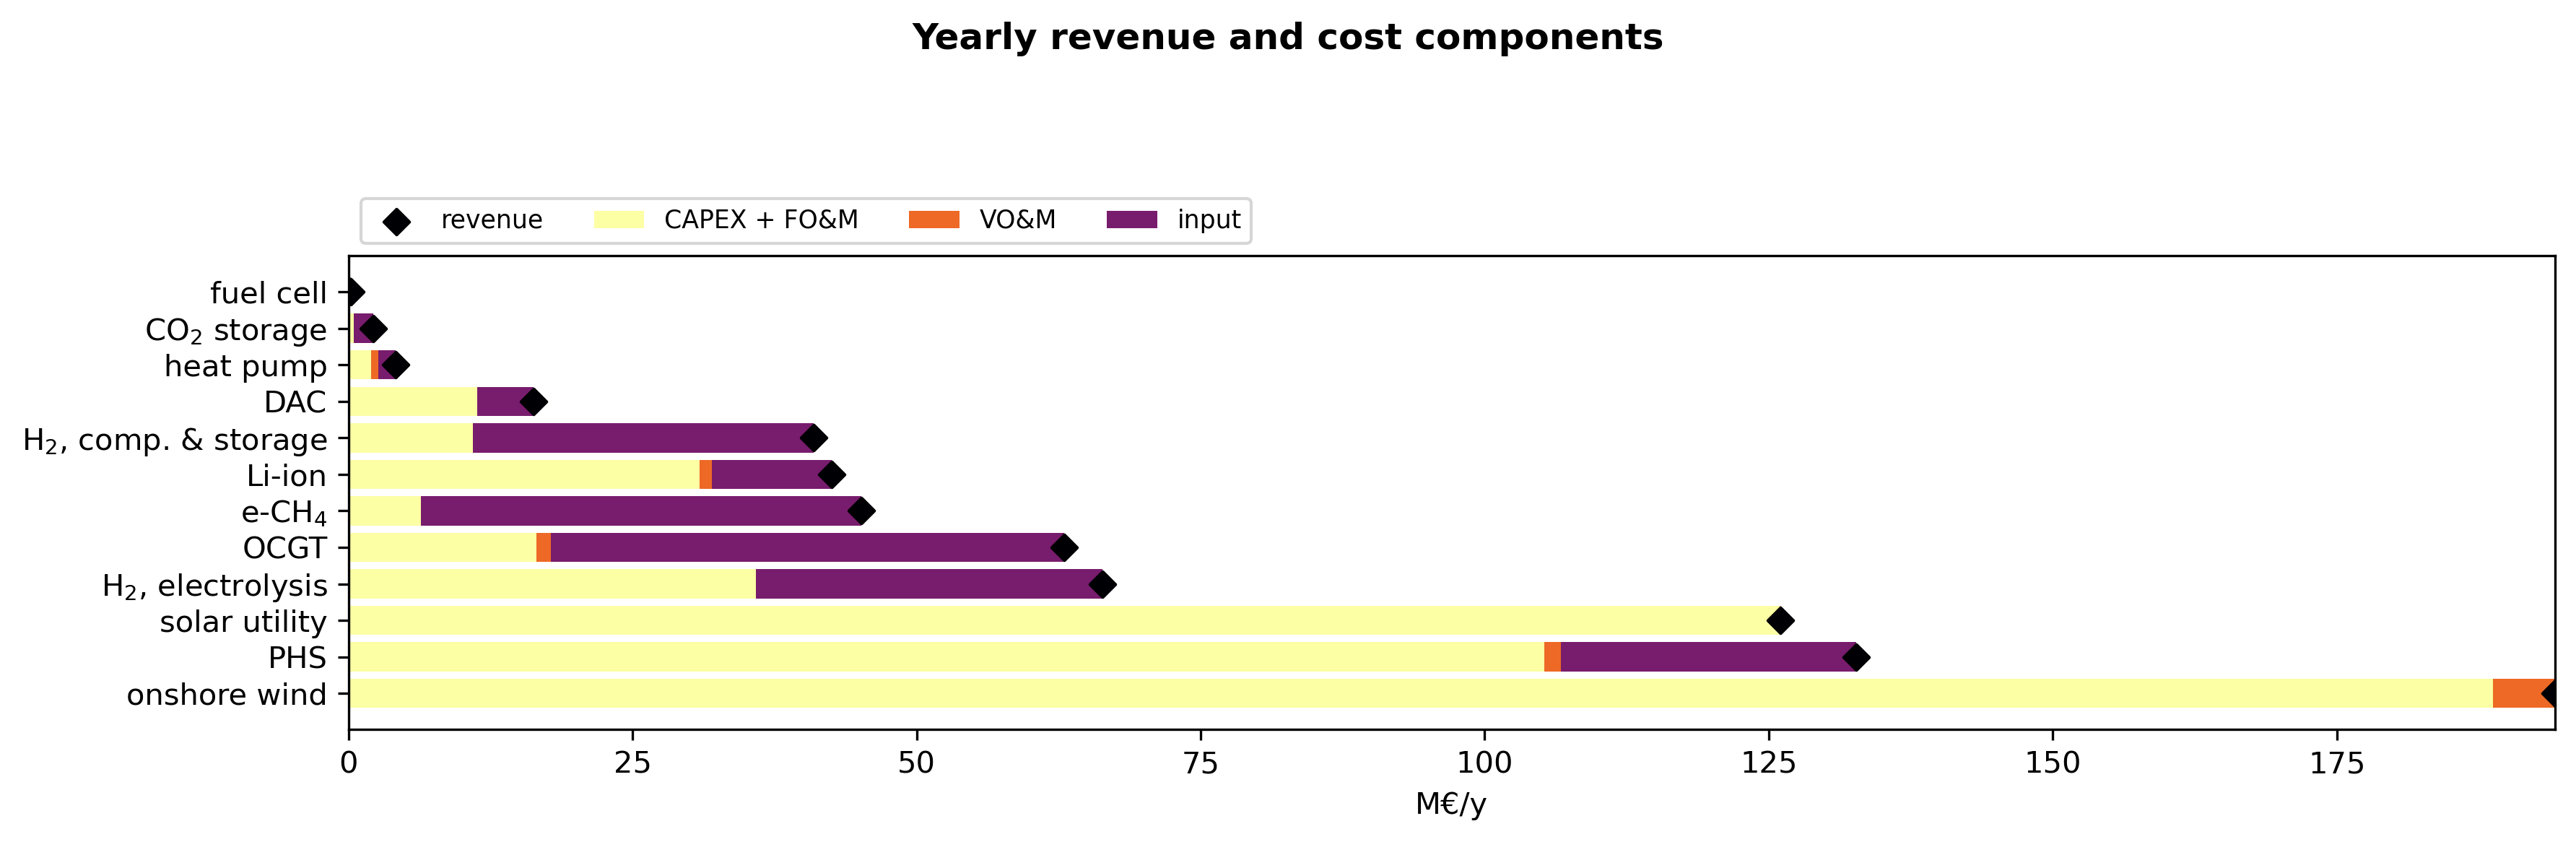 Yearly revenue and cost components
revenue CAPEX + FO&M VO&M input
fuel cell
CO₂ storage
heat pump
DAC
H₂, comp. & storage
Li-ion
e-CH₄
OCGT
H₂, electrolysis
solar utility
PHS
onshore wind
0 25 50 75 100 125 150 175
M€/y